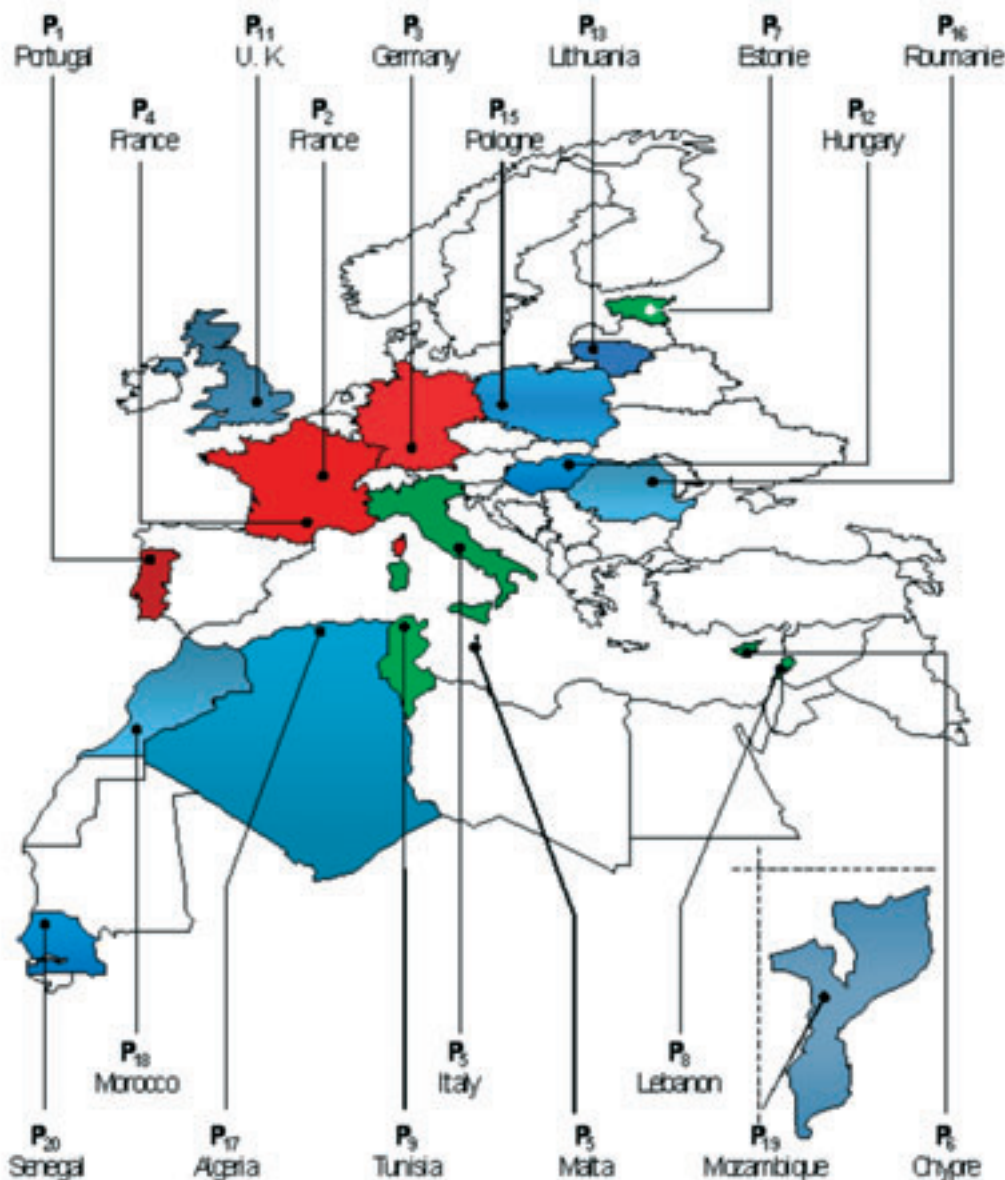 P1 P11 P3 P13 P7 P16
Portugal U. K. Germany Lithuania Estonie Roumanie
P4 P2 P15 P12
France France Pologne Hungary
P18 P5 P8
Morocco Italy Lebanon
P20 P17 P9 P5 P19 P6
Senegal Algeria Tunisia Malta Mozambique Chypre